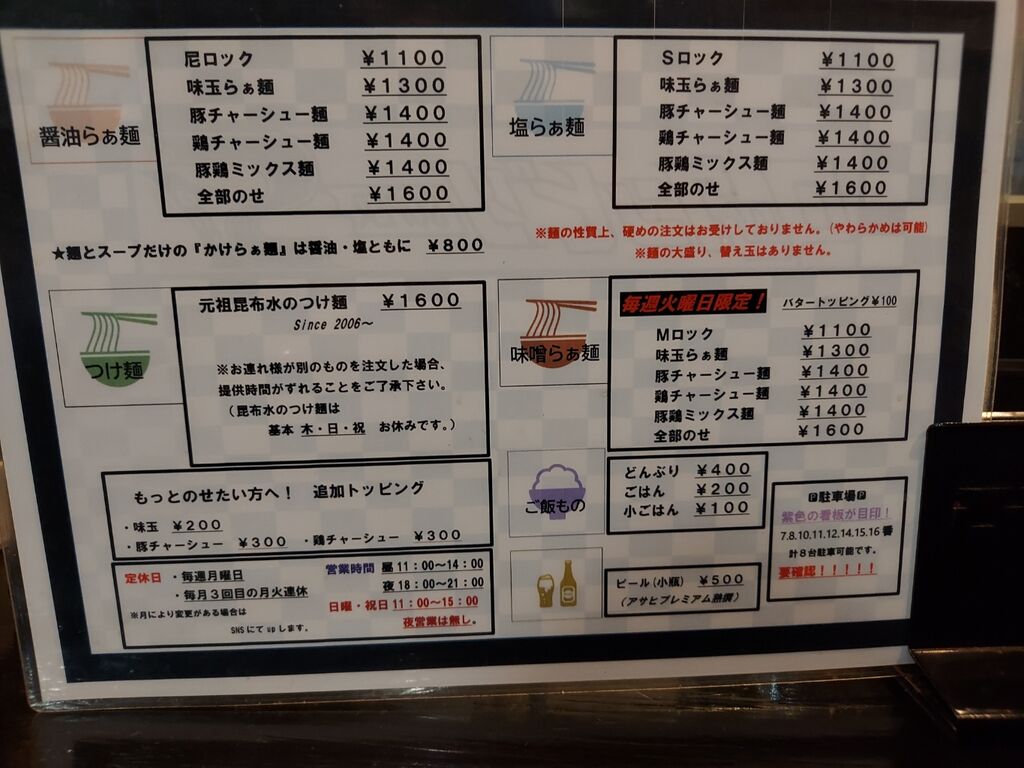 醤油らぁ麺
尼ロック ¥1100
味玉らぁ麺 ¥1300
豚チャーシュー麺 ¥1400
鶏チャーシュー麺 ¥1400
豚鶏ミックス麺 ¥1400
全部のせ ¥1600
塩らぁ麺
Sロック ¥1100
味玉らぁ麺 ¥1300
豚チャーシュー麺 ¥1400
鶏チャーシュー麺 ¥1400
豚鶏ミックス麺 ¥1400
全部のせ ¥1600
★麺とスープだけの『かけらぁ麺』は醤油・塩ともに ¥800
※麺の性質上、硬めの注文はお受けしておりません。(やわらかめは可能)
※麺の大盛り、替え玉はありません。
つけ麺
元祖昆布水のつけ麺 ¥1600
Since 2006～
※お連れ様が別のものを注文した場合、
提供時間がずれることをご了承下さい。
（昆布水のつけ麺は
基本 木・日・祝 お休みです。）
味噌らぁ麺
毎週火曜日限定！ バタートッピング¥100
Mロック ¥1100
味玉らぁ麺 ¥1300
豚チャーシュー麺 ¥1400
鶏チャーシュー麺 ¥1400
豚鶏ミックス麺 ¥1400
全部のせ ¥1600
もっとのせたい方へ！ 追加トッピング
・味玉 ¥200
・豚チャーシュー ¥300 ・鶏チャーシュー ¥300
ご飯もの
どんぶり ¥400
ごはん ¥200
小ごはん ¥100
🅿駐車場🅿
紫色の看板が目印！
7.8.10.11.12.14.15.16番
計8台駐車可能です。
要確認！！！！！
定休日 ・毎週月曜日
・毎月3回目の月火連休
※月により変更がある場合は
SNSにてupします。
営業時間 昼11：00～14：00
夜18：00～21：00
日曜・祝日11：00～15：00
夜営業は無し。
ビール(小瓶) ¥500
(アサヒプレミアム熟撰)